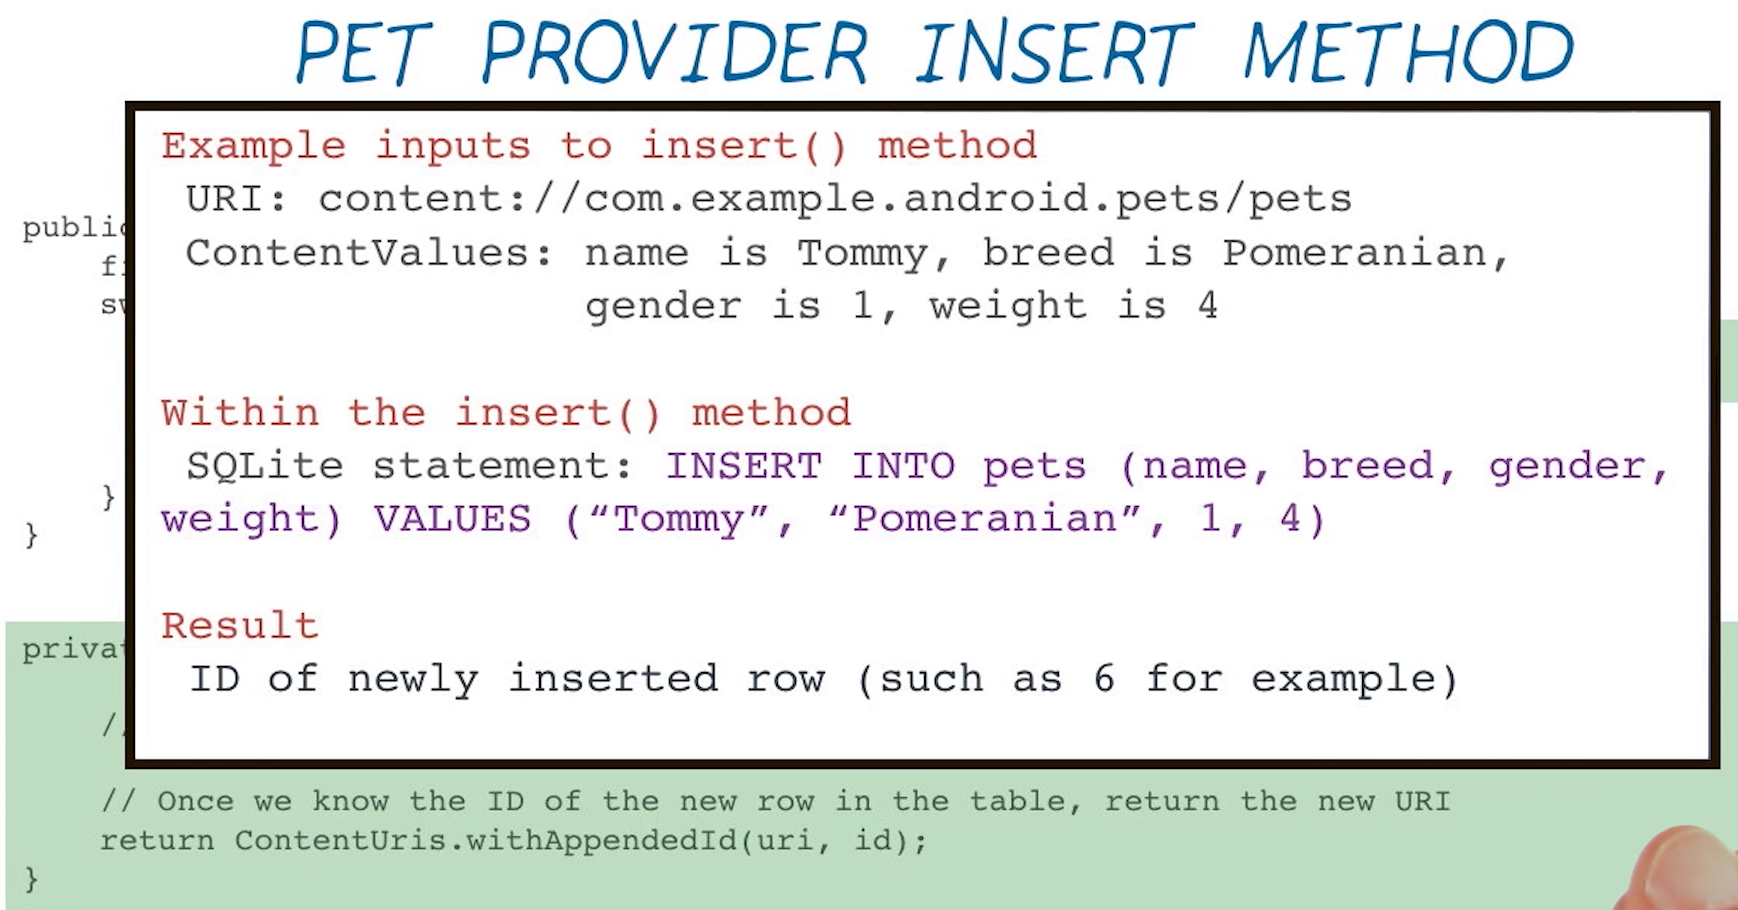 PET PROVIDER INSERT METHOD
Example inputs to insert() method
URI: content://com.example.android.pets/pets
ContentValues: name is Tommy, breed is Pomeranian,
gender is 1, weight is 4
Within the insert() method
SQLite statement: INSERT INTO pets (name, breed, gender,
weight) VALUES (“Tommy”, “Pomeranian”, 1, 4)
Result
ID of newly inserted row (such as 6 for example)
}
}
// Once we know the ID of the new row in the table, return the new URI
return ContentUris.withAppendedId(uri, id);
}